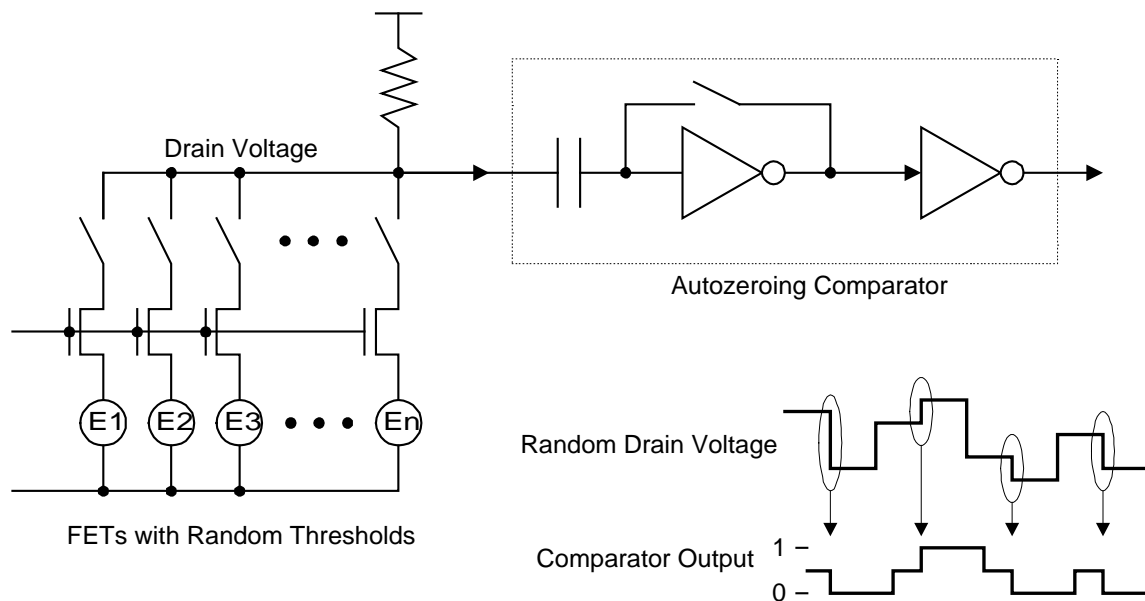 Drain Voltage
Autozeroing Comparator
E1 E2 E3 En
FETs with Random Thresholds
Random Drain Voltage
Comparator Output
1
0